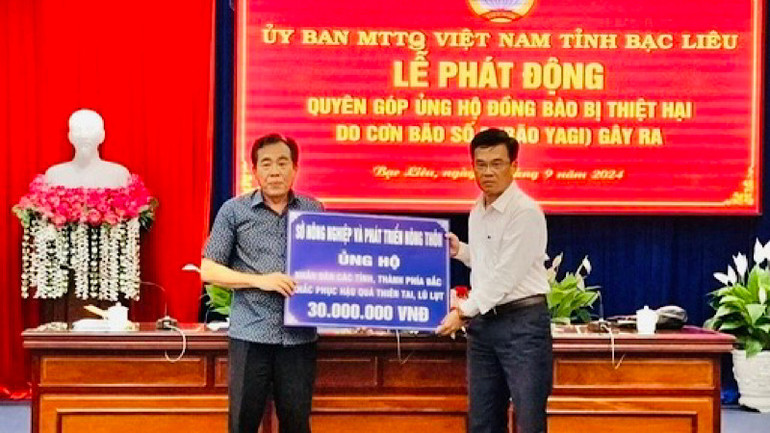 ỦY BAN MTTQ VIỆT NAM TỈNH BẠC LIÊU
LỄ PHÁT ĐỘNG
QUYÊN GÓP ỦNG HỘ ĐỒNG BÀO BỊ THIỆT HẠI
DO CƠN BÃO SỐ BÃO YAGI) GÂY RA
Bạc Liêu, ngày 9 năm 2024
SỞ NÔNG NGHIỆP VÀ PHÁT TRIỂN NÔNG THÔN
ỦNG HỘ
NHÂN DÂN CÁC TỈNH, THÀNH PHÍA BẮC
KHẮC PHỤC HẬU QUẢ THIÊN TAI, LŨ LỤT
30.000.000 VNĐ